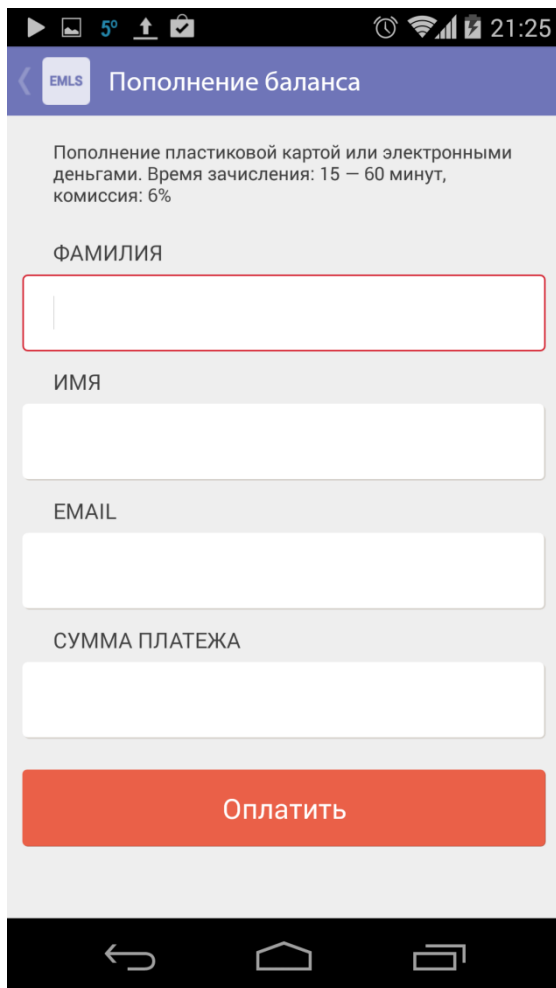 5° 21:25
EMLS Пополнение баланса
Пополнение пластиковой картой или электронными
деньгами. Время зачисления: 15 — 60 минут,
комиссия: 6%
ФАМИЛИЯ
ИМЯ
EMAIL
СУММА ПЛАТЕЖА
Оплатить